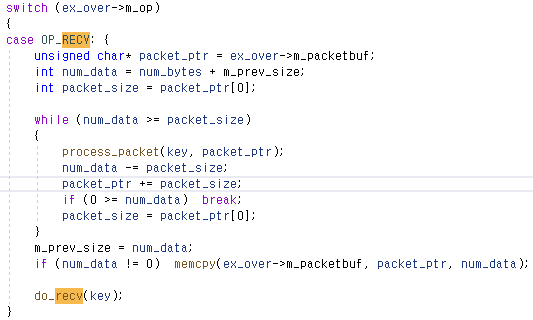 switch (ex_over->m_op)
{
case OP_RECV: {
    unsigned char* packet_ptr = ex_over->m_packetbuf;
    int num_data = num_bytes + m_prev_size;
    int packet_size = packet_ptr[0];

    while (num_data >= packet_size)
    {
        process_packet(key, packet_ptr);
        num_data -= packet_size;
        packet_ptr += packet_size;
        if (0 >= num_data)  break;
        packet_size = packet_ptr[0];
    }
    m_prev_size = num_data;
    if (num_data != 0)  memcpy(ex_over->m_packetbuf, packet_ptr, num_data);

    do_recv(key);
}